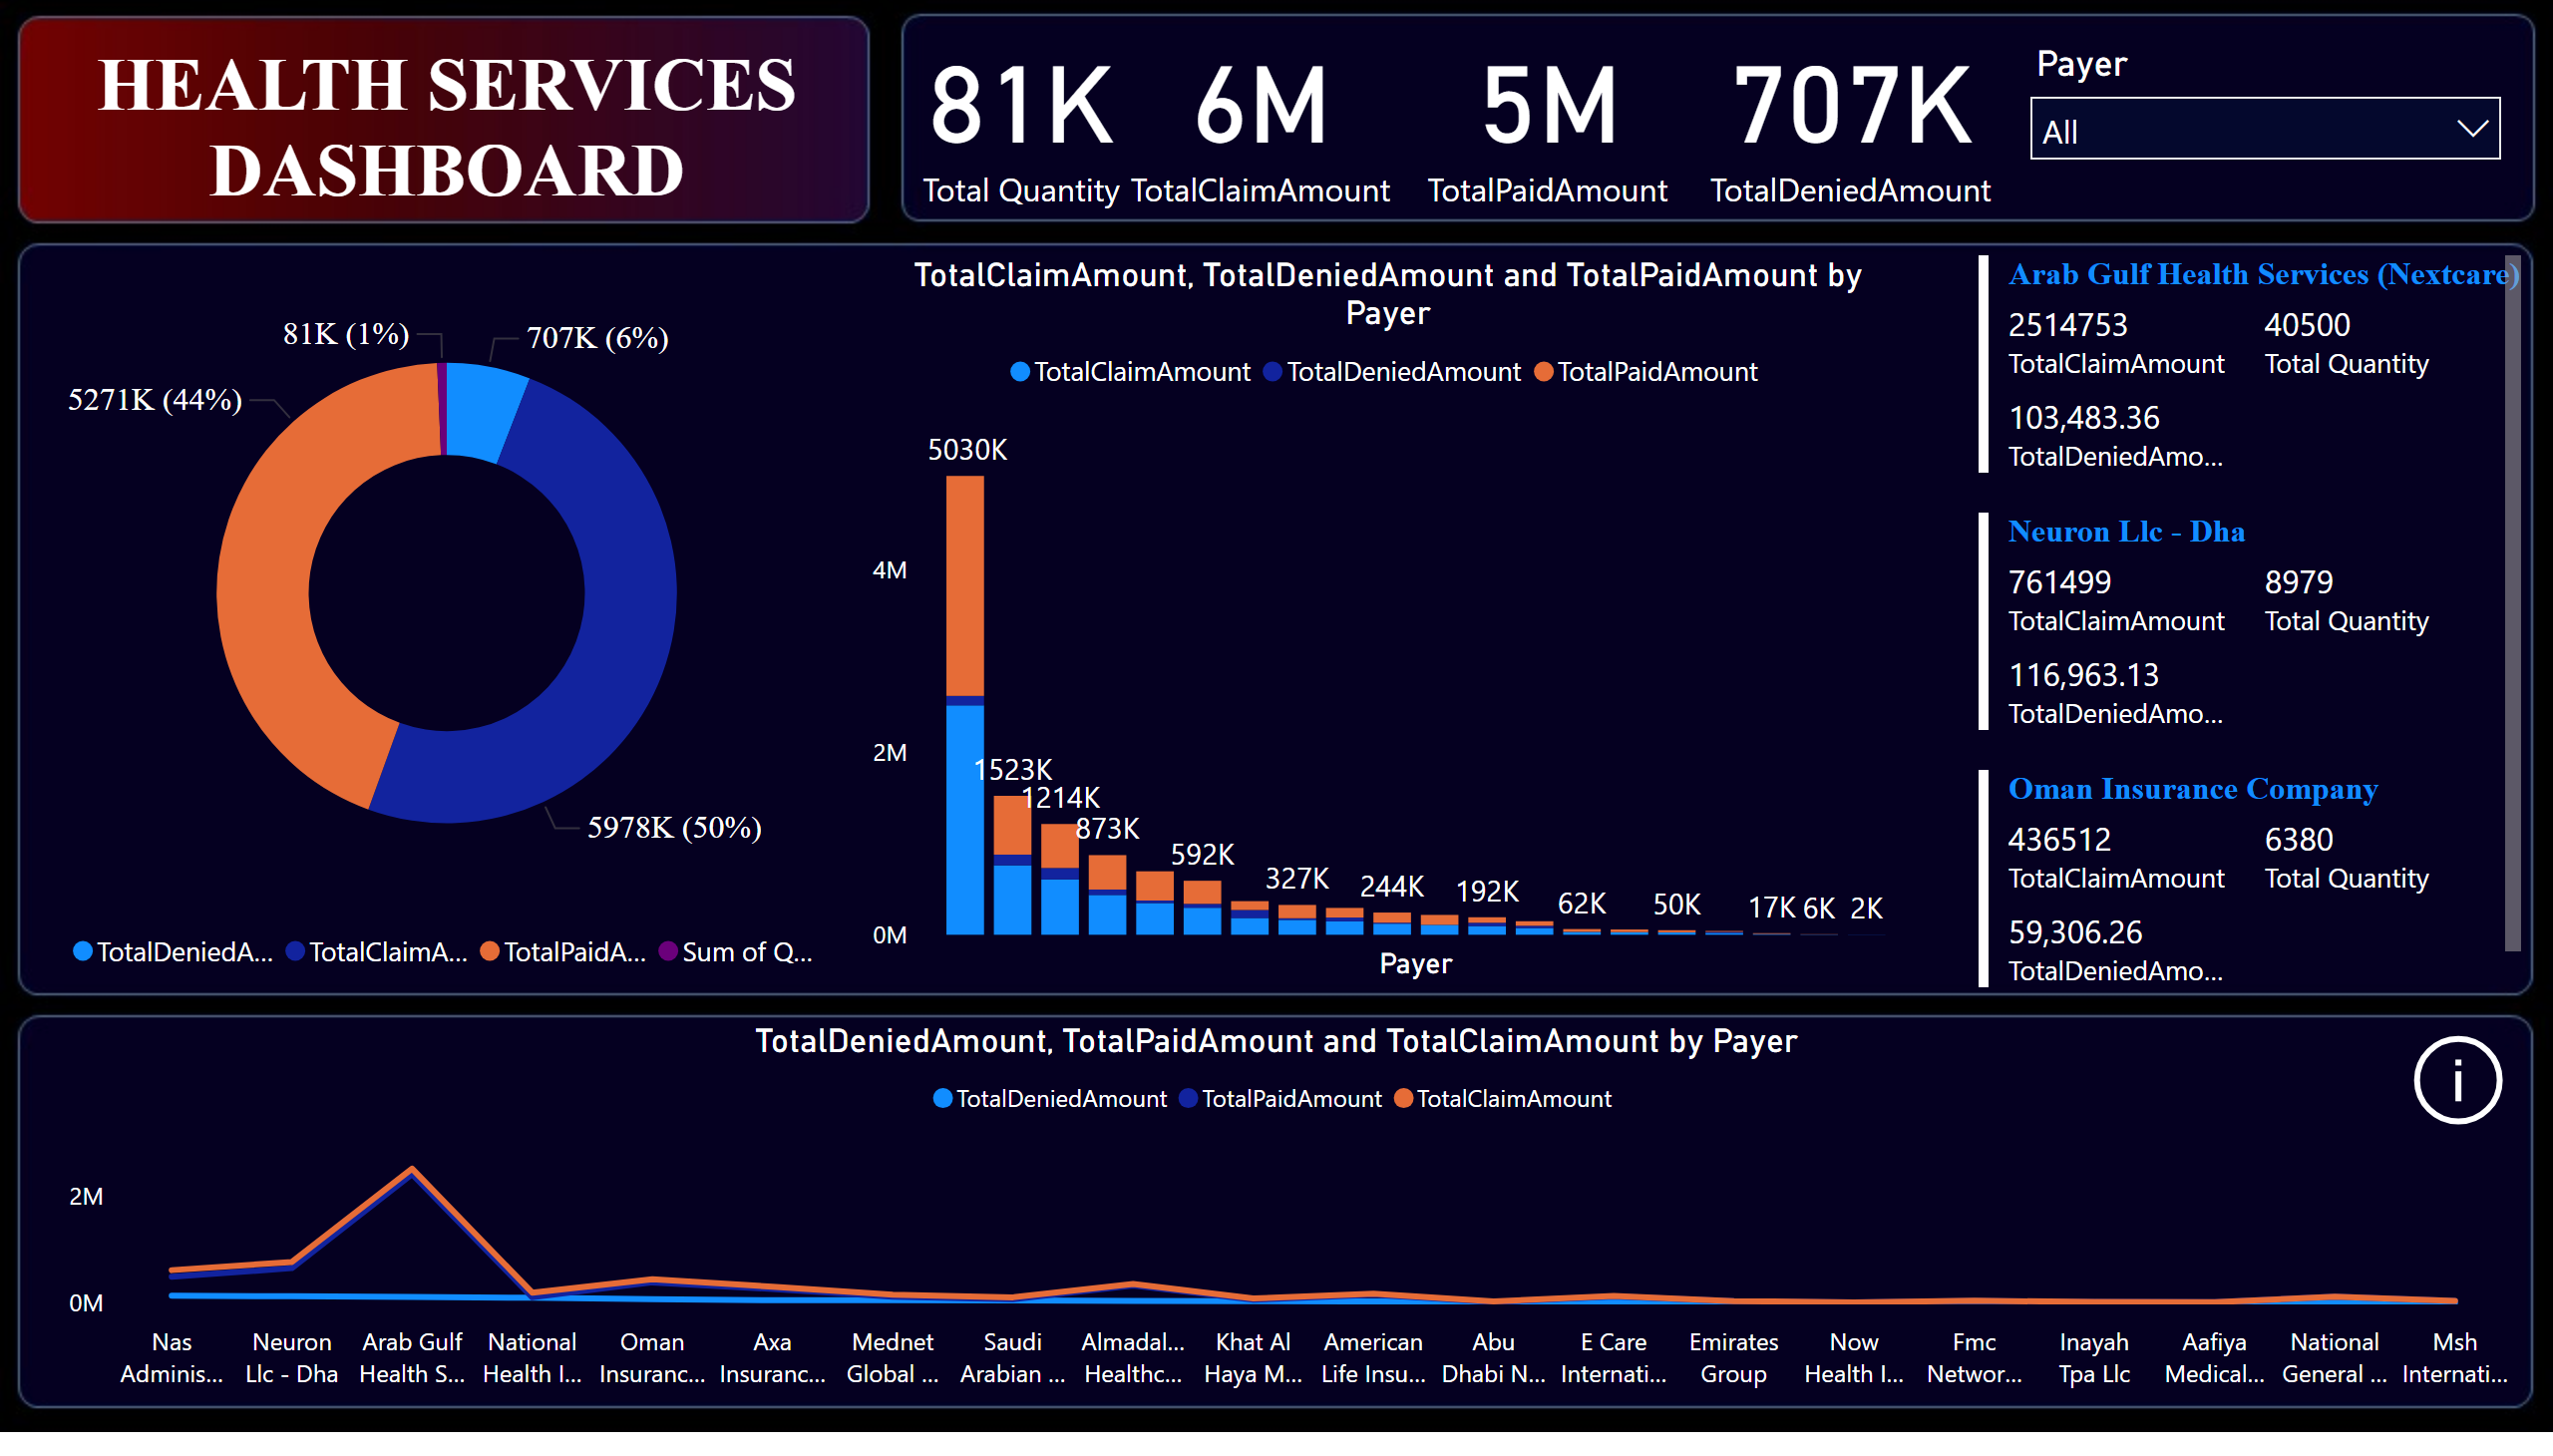 HEALTH SERVICES
DASHBOARD
81K
Total Quantity
6M
TotalClaimAmount
5M
TotalPaidAmount
707K
TotalDeniedAmount
Payer
All
81K (1%)
707K (6%)
5271K (44%)
5978K (50%)
TotalDeniedA...
TotalClaimA...
TotalPaidA...
Sum of Q...
TotalClaimAmount, TotalDeniedAmount and TotalPaidAmount by
Payer
TotalClaimAmount
TotalDeniedAmount
TotalPaidAmount
4M
2M
0M
5030K
1523K
1214K
873K
592K
327K
244K
192K
62K
50K
17K
6K
2K
Payer
Arab Gulf Health Services (Nextcare)
2514753
TotalClaimAmount
40500
Total Quantity
103,483.36
TotalDeniedAmo...
Neuron Llc - Dha
761499
TotalClaimAmount
8979
Total Quantity
116,963.13
TotalDeniedAmo...
Oman Insurance Company
436512
TotalClaimAmount
6380
Total Quantity
59,306.26
TotalDeniedAmo...
TotalDeniedAmount, TotalPaidAmount and TotalClaimAmount by Payer
TotalDeniedAmount
TotalPaidAmount
TotalClaimAmount
i
2M
0M
Nas
Adminis...
Neuron
Llc - Dha
Arab Gulf
Health S...
National
Health I...
Oman
Insuranc...
Axa
Insuranc...
Mednet
Global ...
Saudi
Arabian ...
Almadal...
Healthc...
Khat Al
Haya M...
American
Life Insu...
Abu
Dhabi N...
E Care
Internati...
Emirates
Group
Now
Health I...
Fmc
Networ...
Inayah
Tpa Llc
Aafiya
Medical...
National
General ...
Msh
Internati...